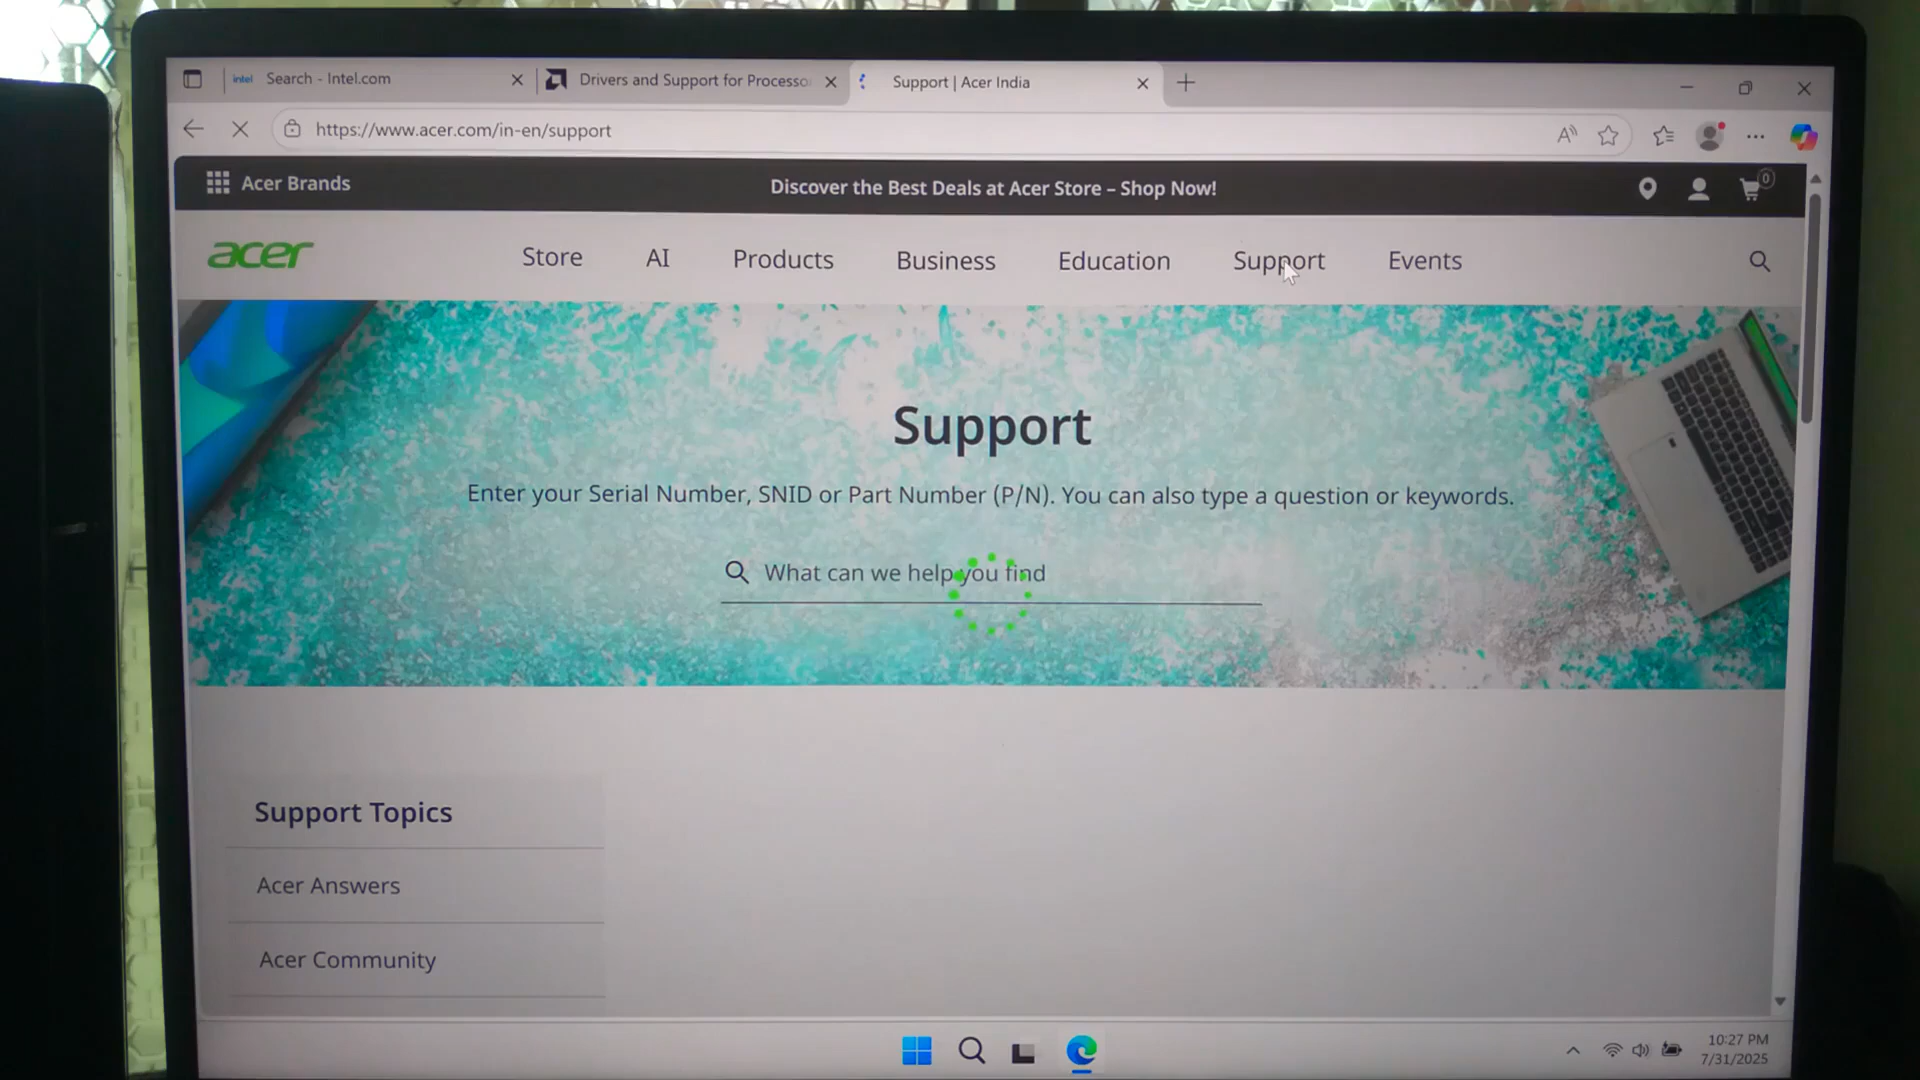 intel Search - Intel.com
Drivers and Support for Processo
Support | Acer India
https://www.acer.com/in-en/support
Acer Brands
Discover the Best Deals at Acer Store – Shop Now!
0
acer
Store
AI
Products
Business
Education
Support
Events
Support
Enter your Serial Number, SNID or Part Number (P/N). You can also type a question or keywords.
What can we help you find
Support Topics
Acer Answers
Acer Community
10:27 PM
7/31/2025